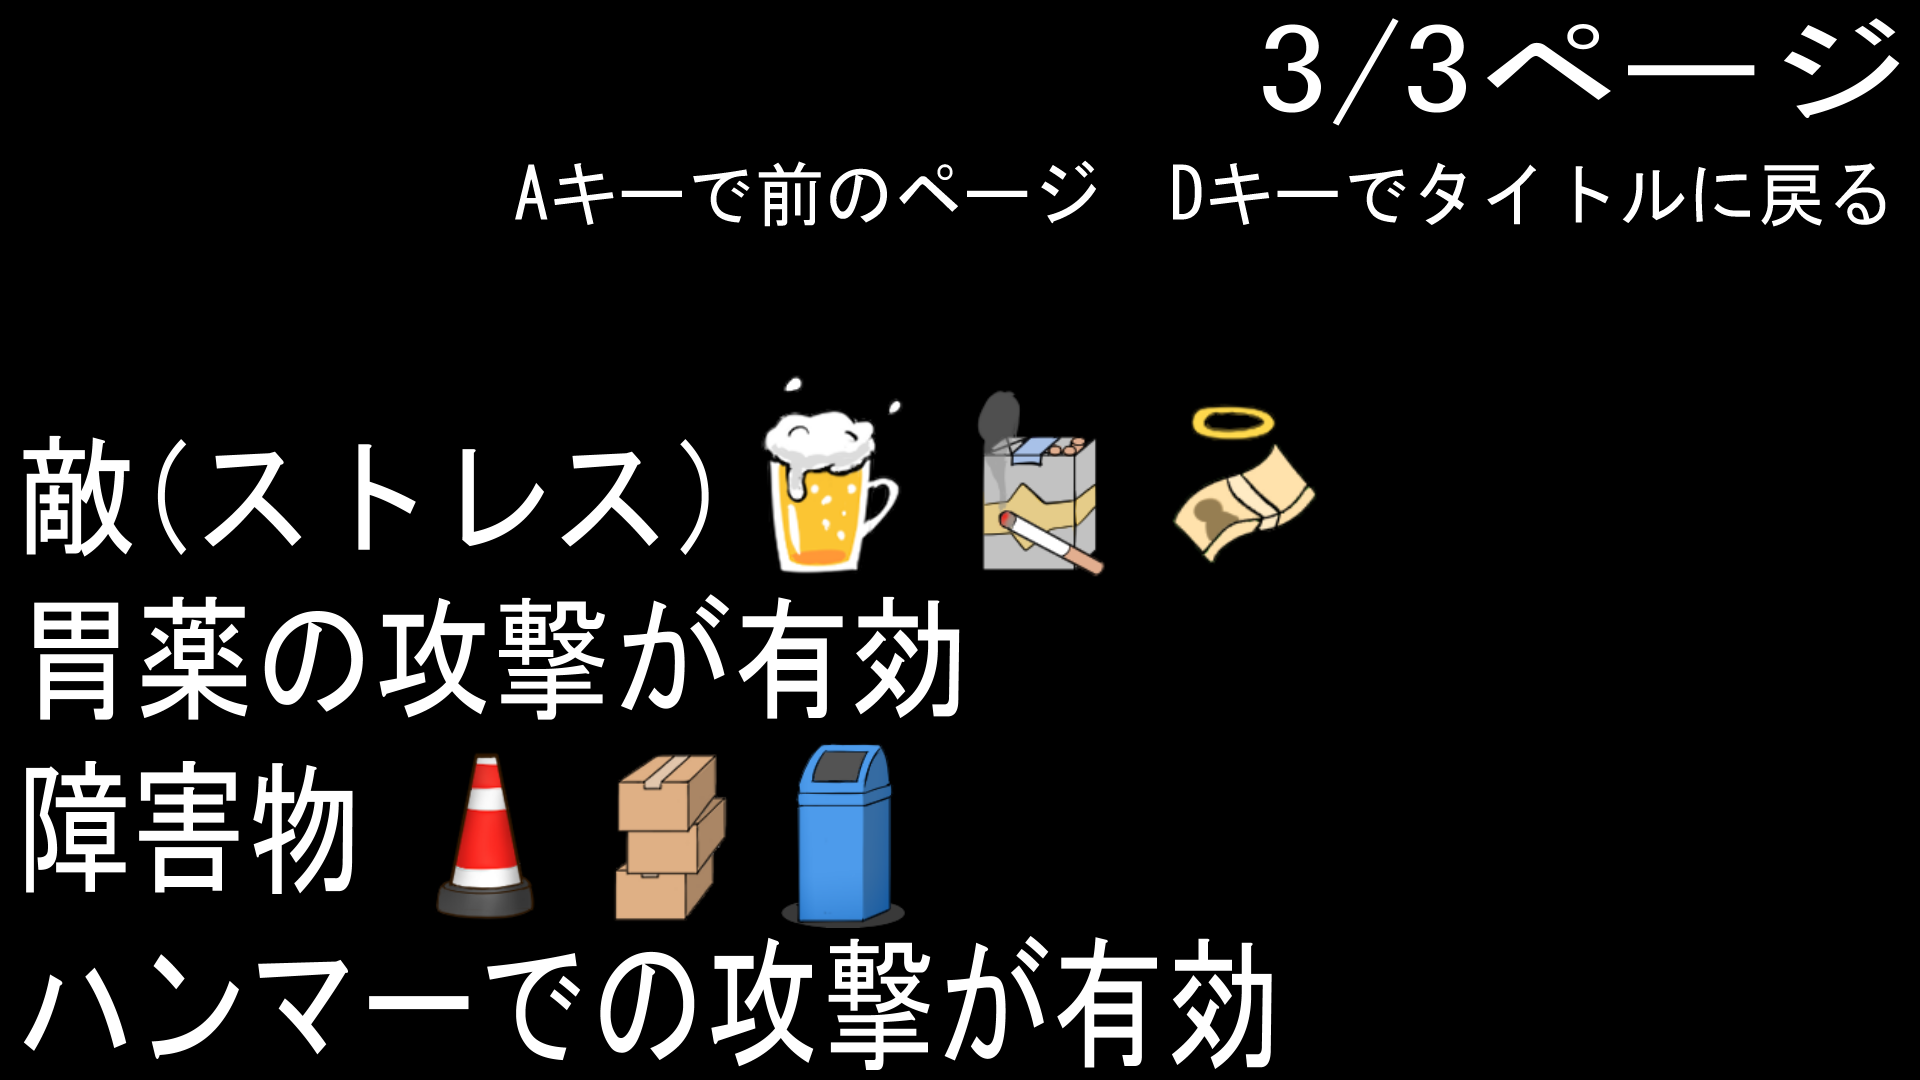 3/3ページ
Aキーで前のページ　Dキーでタイトルに戻る
敵(ストレス)
胃薬の攻撃が有効
障害物
ハンマーでの攻撃が有効